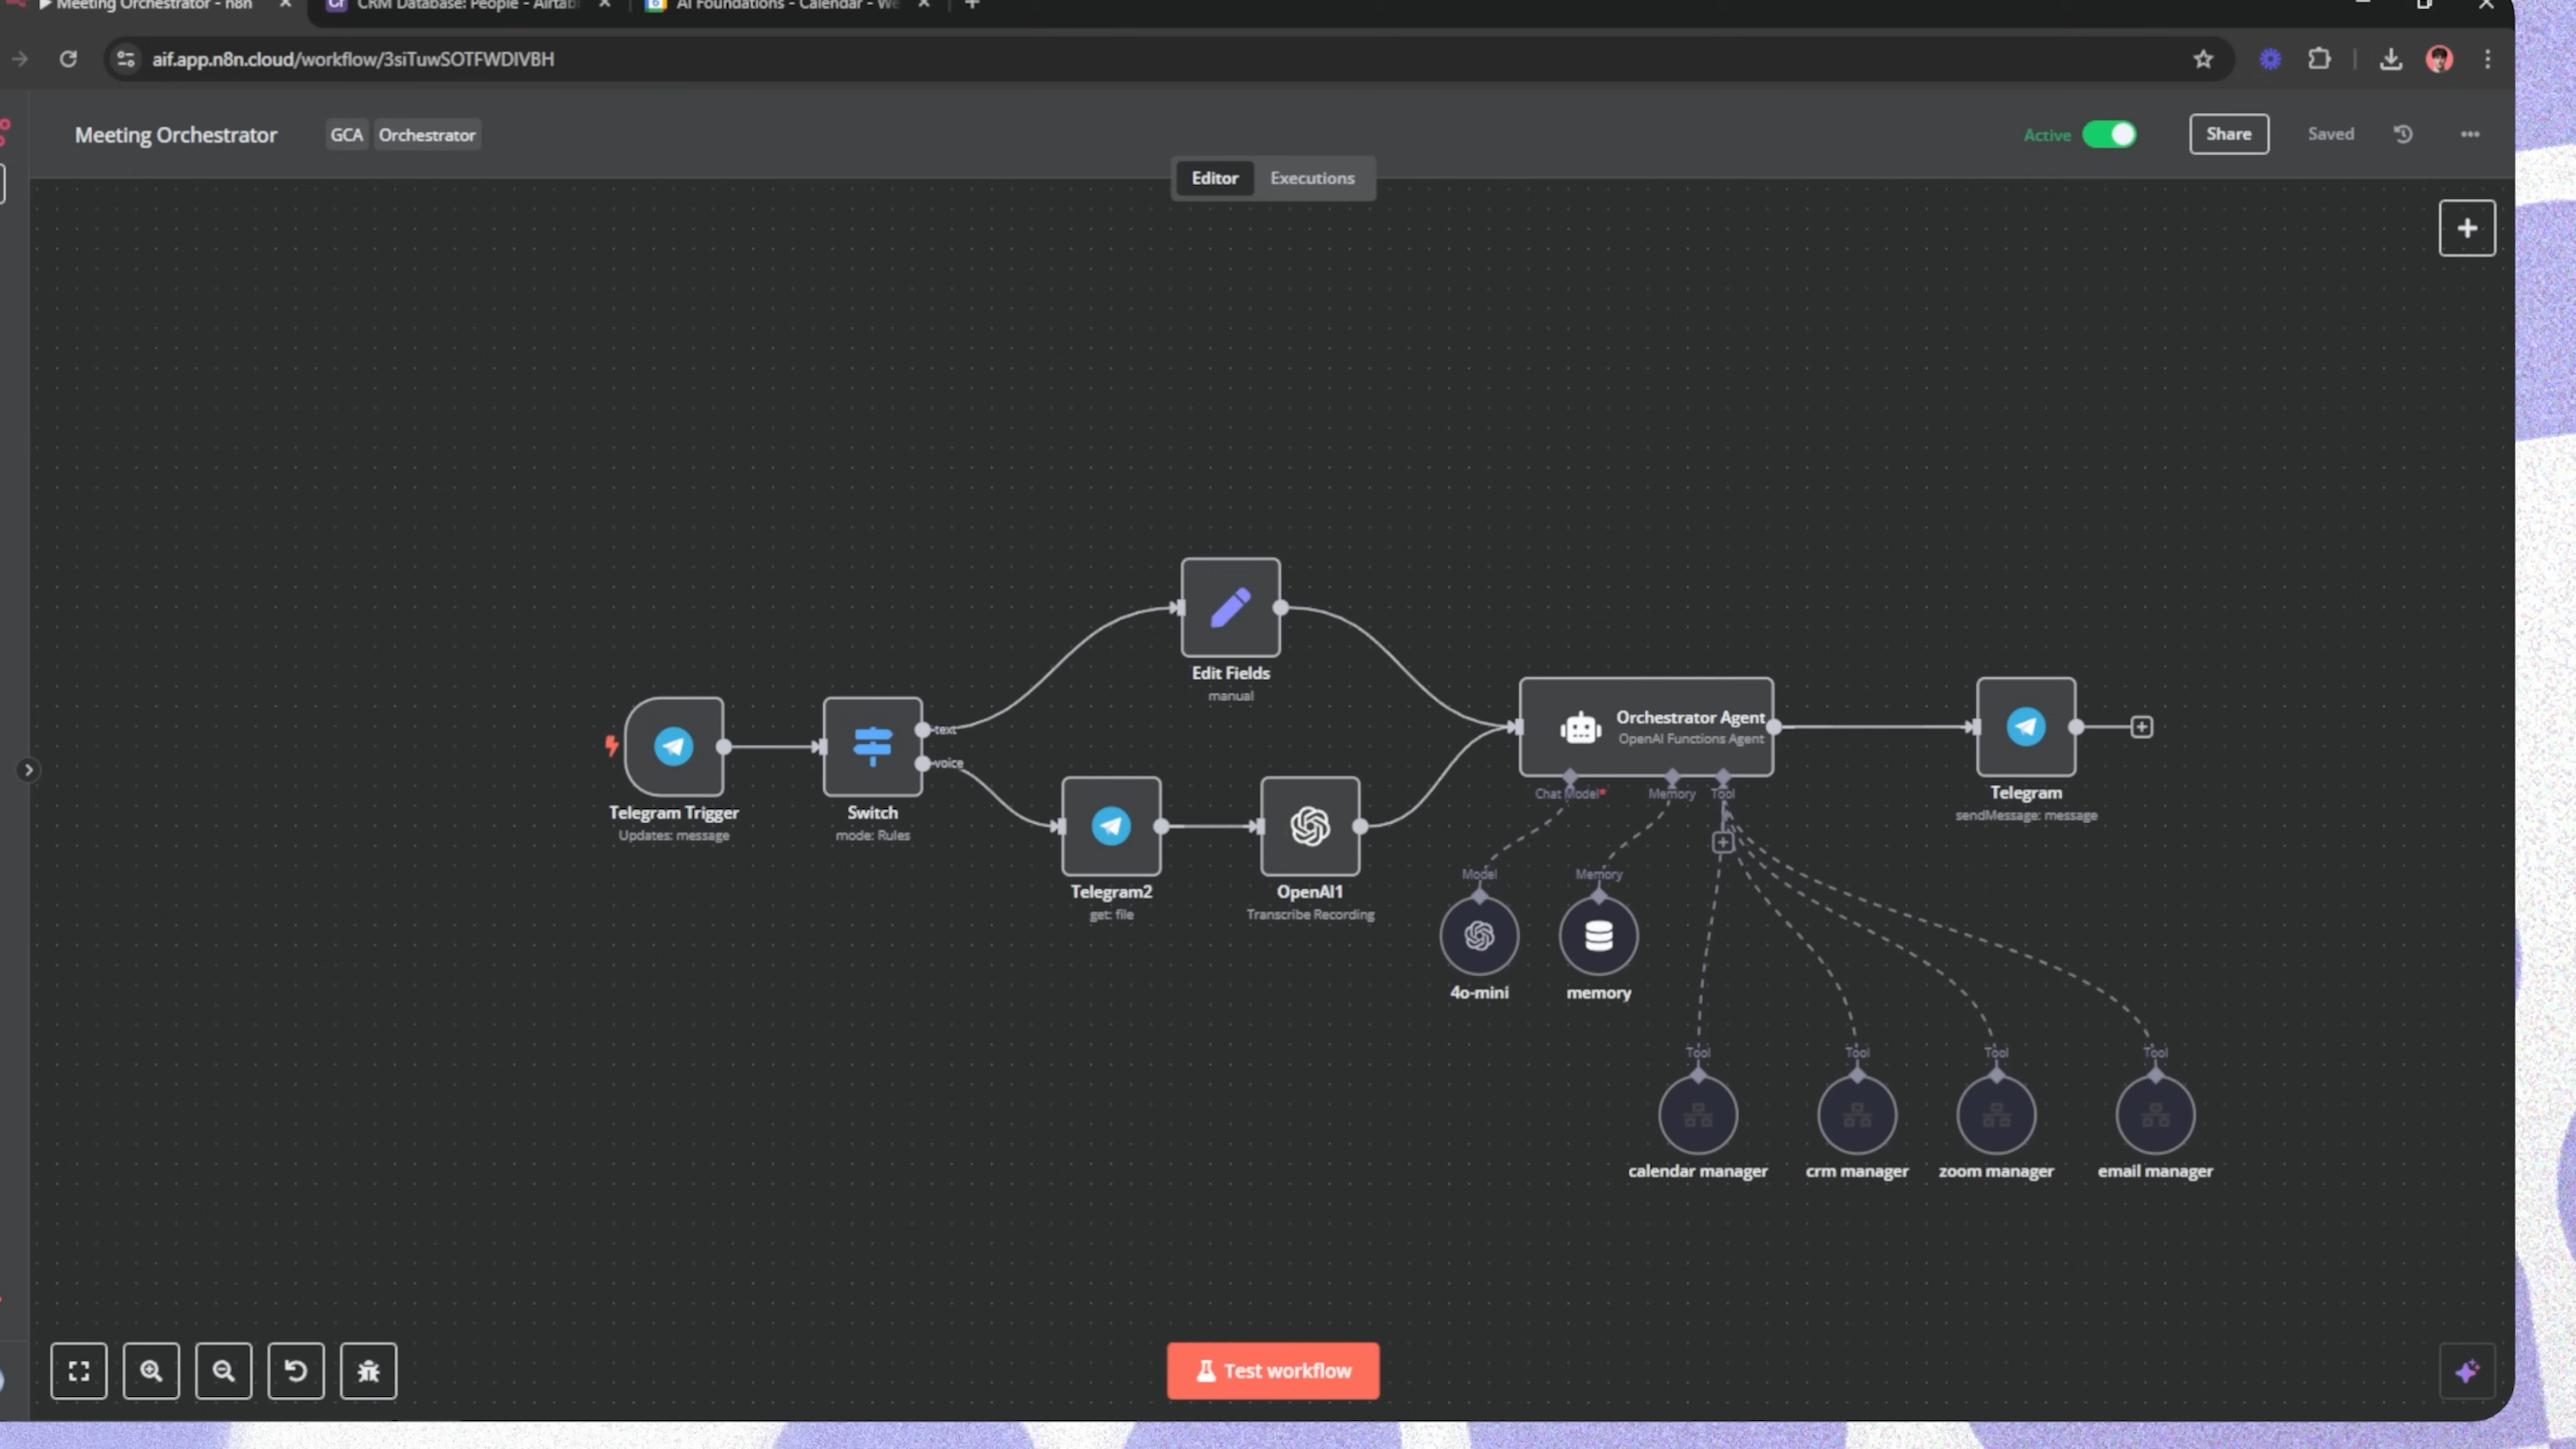 Meeting Orchestrator - n8n
CRM Database: People - Airtabl
AI Foundations - Calendar - We
aif.app.n8n.cloud/workflow/3siTuwSOTFWDIVBH
Meeting Orchestrator GCA Orchestrator
Active Share Saved
Editor Executions
Edit Fields
manual
text
voice
Telegram Trigger
Updates: message
Switch
mode: Rules
Telegram2
get: file
OpenAI1
Transcribe Recording
Orchestrator Agent
OpenAI Functions Agent
Chat Model* Memory Tool
Telegram
sendMessage: message
Model Memory
4o-mini memory
Tool Tool Tool Tool
calendar manager crm manager zoom manager email manager
Test workflow